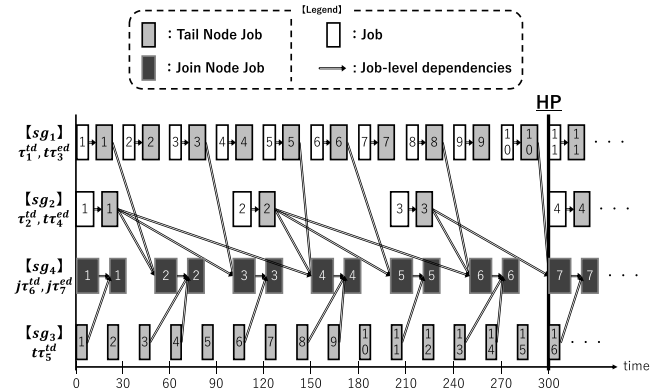 【Legend】
: Tail Node Job
: Job
: Join Node Job
: Job-level dependencies
HP
【sg₁】
τ₁ᵗᵈ, tτ₃ᵉᵈ
1 1 2 2 3 3 4 4 5 5 6 6 7 7 8 8 9 9 10 10 11 11 · · ·
【sg₂】
τ₂ᵗᵈ, tτ₄ᵉᵈ
1 1 2 2 3 3 4 4 · · ·
【sg₄】
jτ₆ᵗᵈ, jτ₇ᵉᵈ
1 1 2 2 3 3 4 4 5 5 6 6 7 7 · · ·
【sg₃】
tτ₅ᵗᵈ
1 2 3 4 5 6 7 8 9 10 11 12 13 14 15 16 · · ·
time
0 30 60 90 120 150 180 210 240 270 300